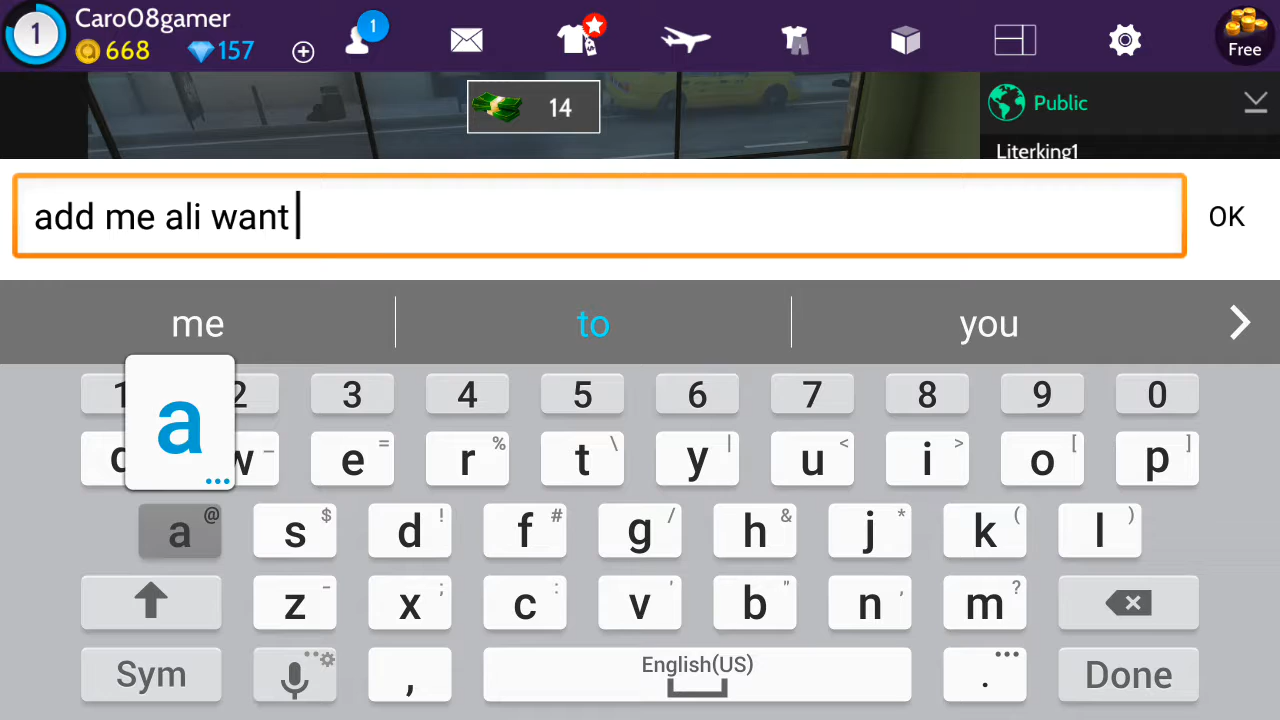 1 Caro08gamer
668 157 1 Free
14
Public
Literking1
add me ali want OK
me to you
a
1 2 3 4 5 6 7 8 9 0
w – e = r % t \ y | u < i > o [ p ]
a @ s $ d ! f # g / h & j * k ( l )
z - x ; c : v ' b " n , m ?
Sym , English(US) . Done